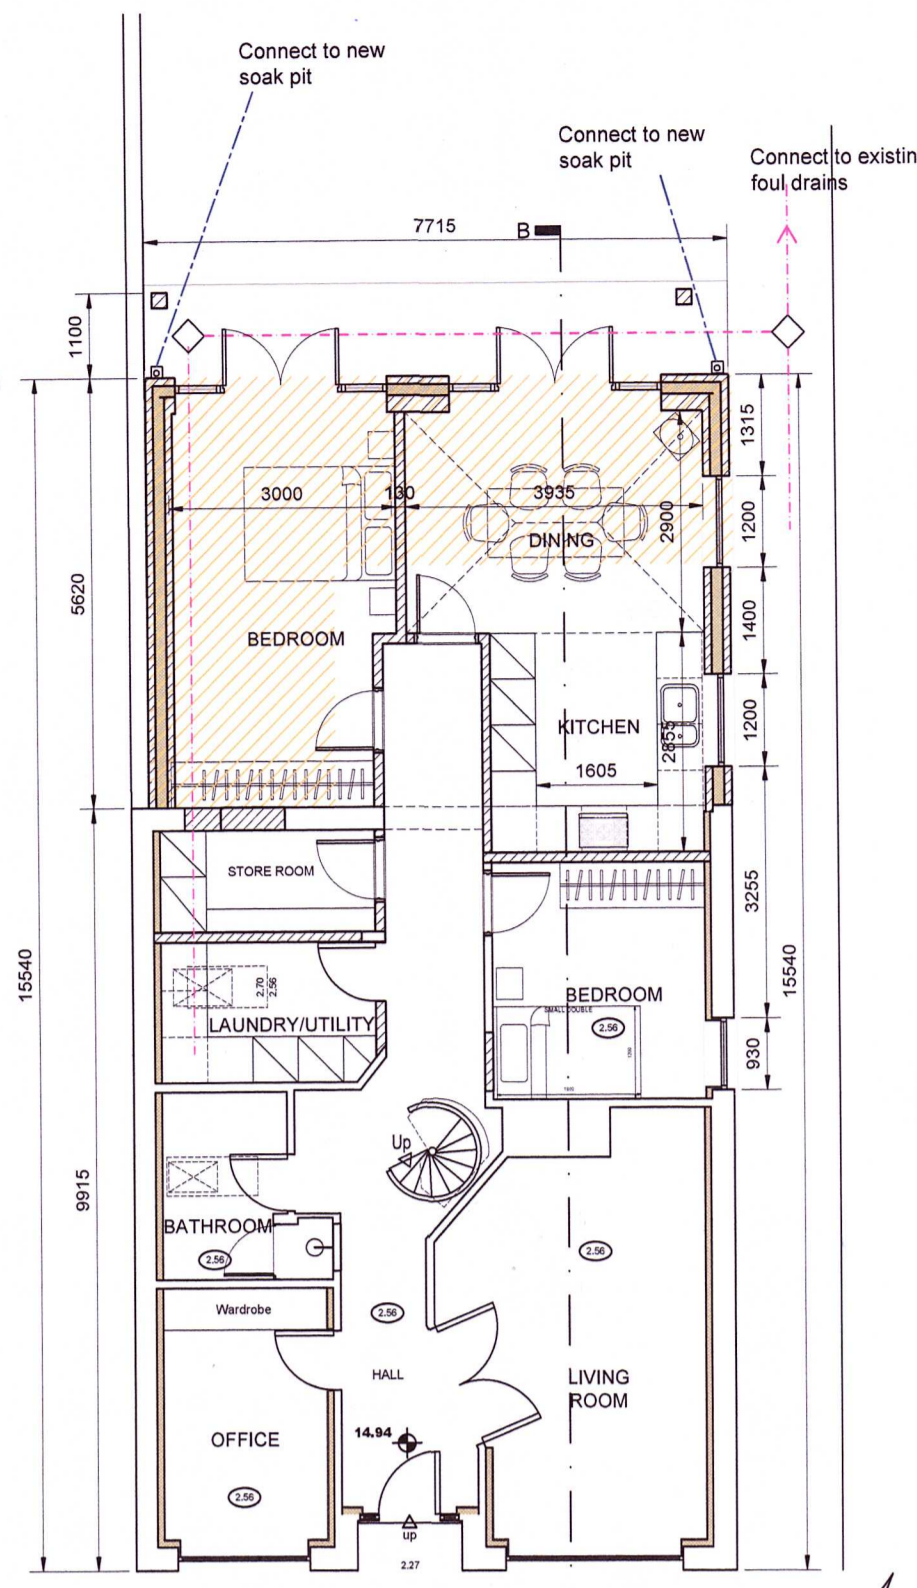 Connect to new
soak pit
Connect to new
soak pit
Connect to existin
foul drains
7715
B
1100
1315
3000
130
3935
2900
1200
DINING
5620
1400
BEDROOM
KITCHEN
2855
1200
1605
STORE ROOM
3255
15540
15540
2.70
2.56
LAUNDRY/UTILITY
BEDROOM
SMALL DOUBLE
2.56
930
Up
9915
BATHROOM
2.56
2.56
Wardrobe
2.56
HALL
LIVING
ROOM
14.94
OFFICE
2.56
up
2.27